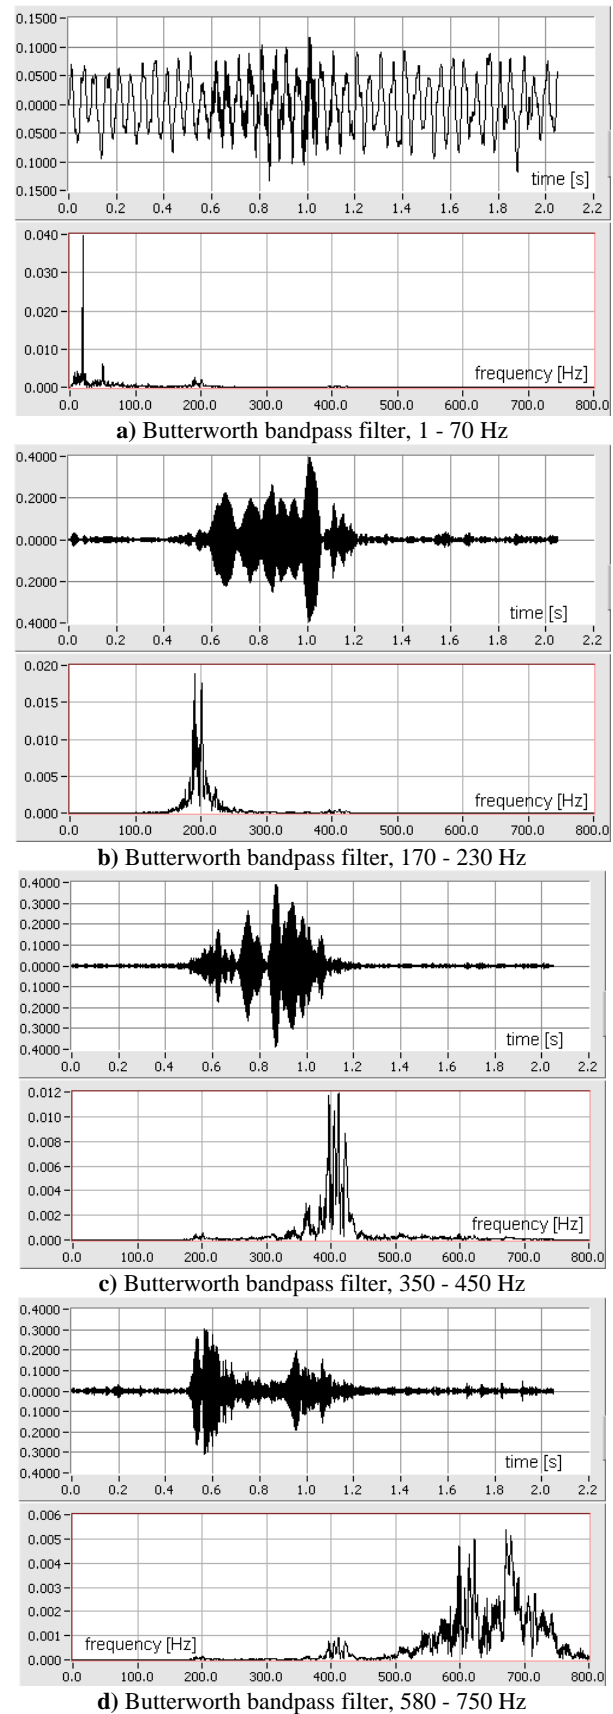 0.1500
0.1000
0.0500
0.0000
0.0500
0.1000
0.1500
time [s]
0.0 0.2 0.4 0.6 0.8 1.0 1.2 1.4 1.6 1.8 2.0 2.2
0.040
0.030
0.020
0.010
0.000
frequency [Hz]
0.0 100.0 200.0 300.0 400.0 500.0 600.0 700.0 800.0
a) Butterworth bandpass filter, 1 - 70 Hz
0.4000
0.2000
0.0000
0.2000
0.4000
time [s]
0.0 0.2 0.4 0.6 0.8 1.0 1.2 1.4 1.6 1.8 2.0 2.2
0.020
0.015
0.010
0.005
0.000
frequency [Hz]
0.0 100.0 200.0 300.0 400.0 500.0 600.0 700.0 800.0
b) Butterworth bandpass filter, 170 - 230 Hz
0.4000
0.3000
0.2000
0.1000
0.0000
0.1000
0.2000
0.3000
0.4000
time [s]
0.0 0.2 0.4 0.6 0.8 1.0 1.2 1.4 1.6 1.8 2.0 2.2
0.012
0.010
0.008
0.006
0.004
0.002
0.000
frequency [Hz]
0.0 100.0 200.0 300.0 400.0 500.0 600.0 700.0 800.0
c) Butterworth bandpass filter, 350 - 450 Hz
0.4000
0.3000
0.2000
0.1000
0.0000
0.1000
0.2000
0.3000
0.4000
time [s]
0.0 0.2 0.4 0.6 0.8 1.0 1.2 1.4 1.6 1.8 2.0 2.2
0.006
0.005
0.004
0.003
0.002
0.001
0.000
frequency [Hz]
0.0 100.0 200.0 300.0 400.0 500.0 600.0 700.0 800.0
d) Butterworth bandpass filter, 580 - 750 Hz